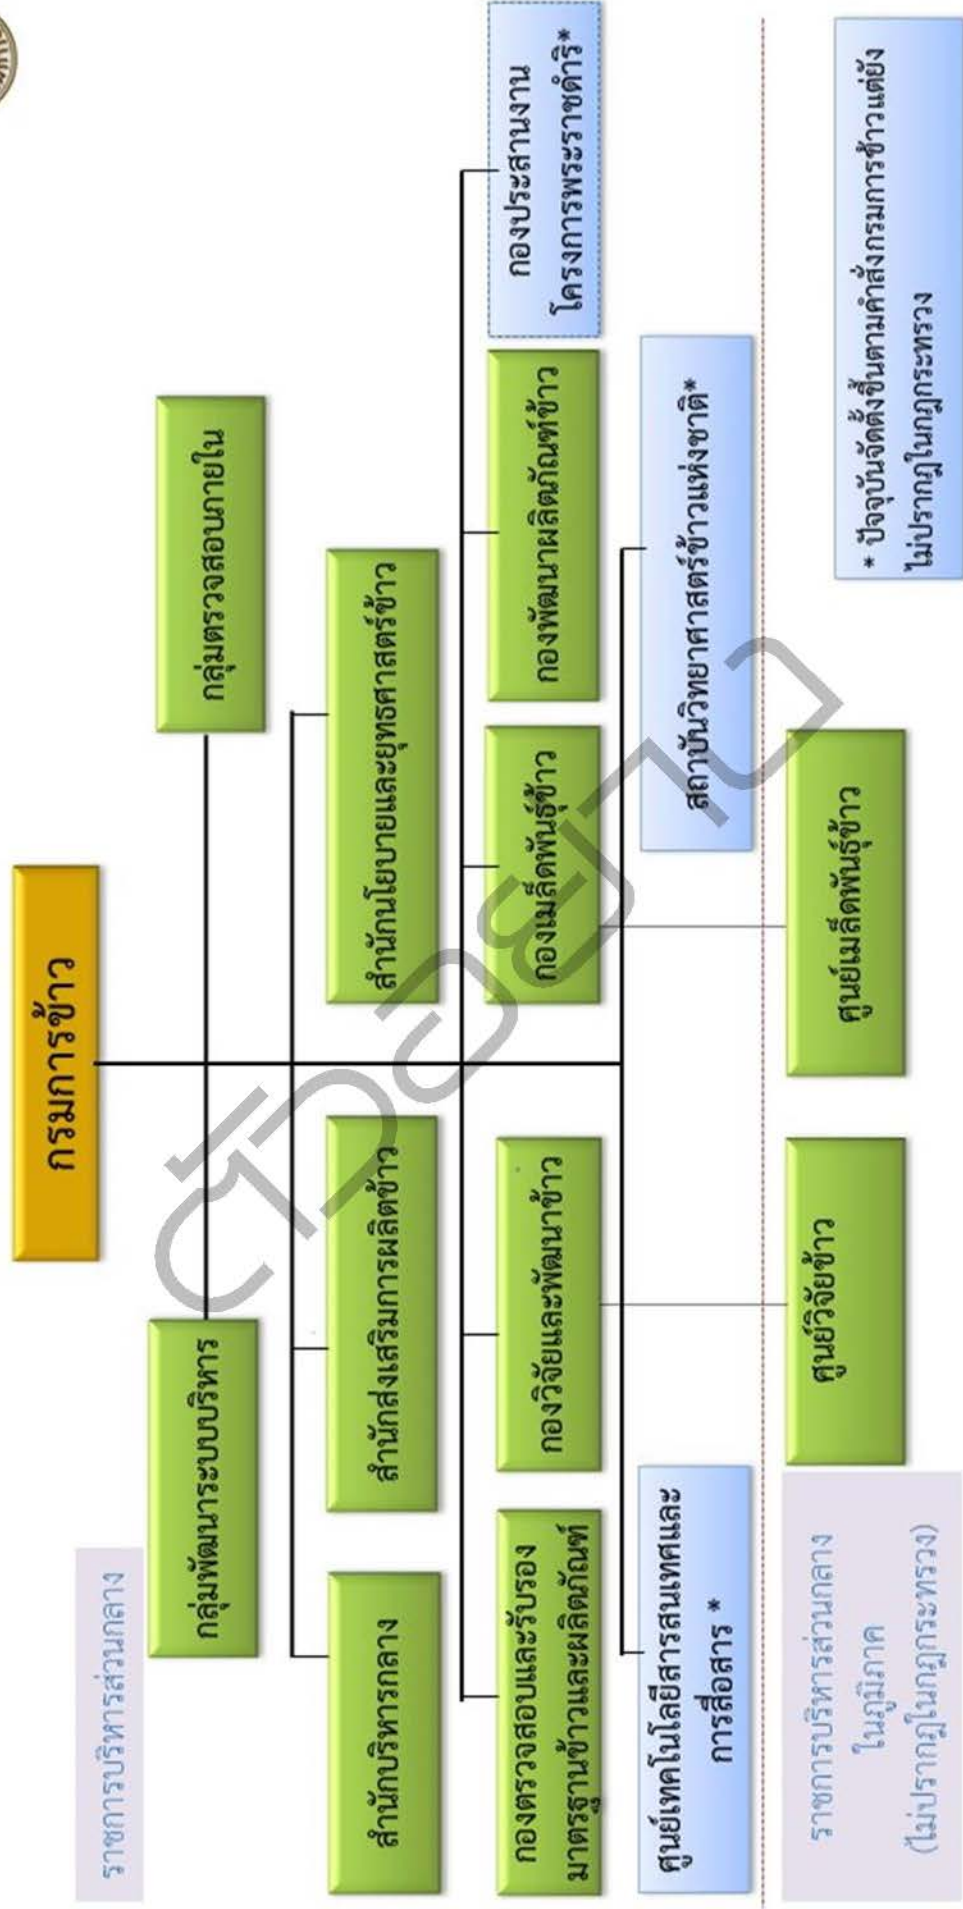 กรมการข้าว
ราชการบริหารส่วนกลาง
กลุ่มพัฒนาระบบบริหาร
กลุ่มตรวจสอบภายใน
สำนักบริหารกลาง
สำนักส่งเสริมการผลิตข้าว
สำนักนโยบายและยุทธศาสตร์ข้าว
กองตรวจสอบและรับรอง
มาตรฐานข้าวและผลิตภัณฑ์
กองวิจัยและพัฒนาข้าว
กองเมล็ดพันธุ์ข้าว
กองพัฒนาผลิตภัณฑ์ข้าว
กองประสานงาน
โครงการพระราชดำริ*
ศูนย์เทคโนโลยีสารสนเทศและ
การสื่อสาร *
สถาบันวิทยาศาสตร์ข้าวแห่งชาติ*
ราชการบริหารส่วนกลาง
ในภูมิภาค
(ไม่ปรากฏในกฎกระทรวง)
ศูนย์วิจัยข้าว
ศูนย์เมล็ดพันธุ์ข้าว
* ปัจจุบันจัดตั้งขึ้นตามคำสั่งกรมการข้าวแต่ยัง
ไม่ปรากฏในกฎกระทรวง
ตัวอย่าง